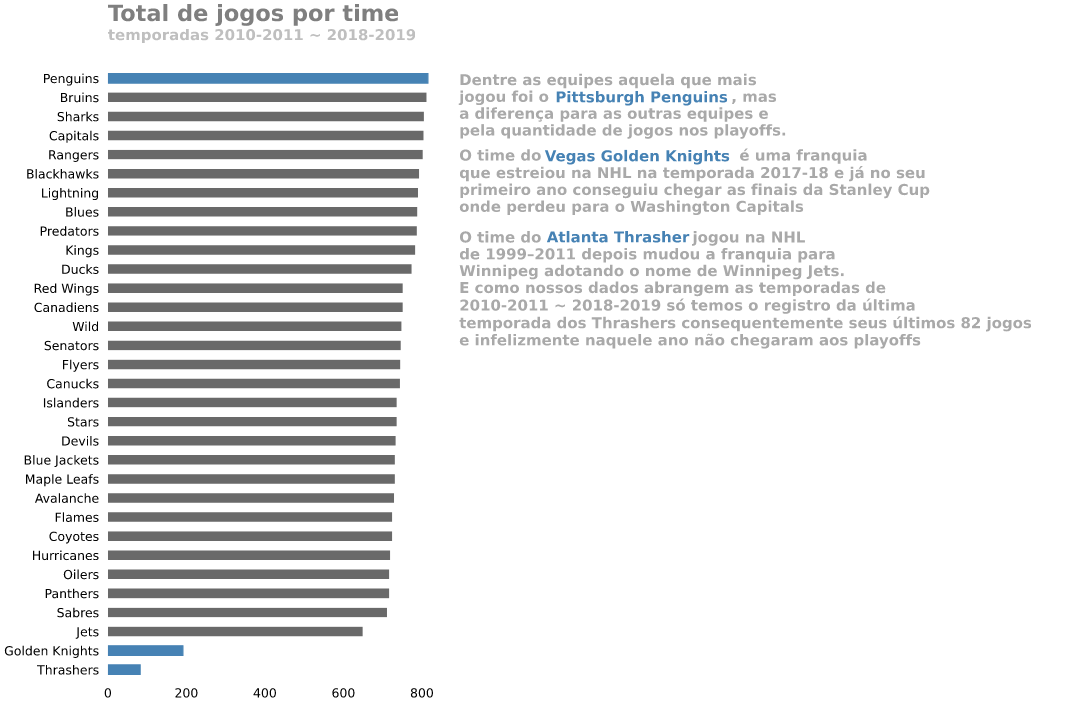 Total de jogos por time
temporadas 2010-2011 ~ 2018-2019
Penguins
Bruins
Sharks
Capitals
Rangers
Blackhawks
Lightning
Blues
Predators
Kings
Ducks
Red Wings
Canadiens
Wild
Senators
Flyers
Canucks
Islanders
Stars
Devils
Blue Jackets
Maple Leafs
Avalanche
Flames
Coyotes
Hurricanes
Oilers
Panthers
Sabres
Jets
Golden Knights
Thrashers
0 200 400 600 800
Dentre as equipes aquela que mais
jogou foi o Pittsburgh Penguins , mas
a diferença para as outras equipes e
pela quantidade de jogos nos playoffs.
O time do Vegas Golden Knights é uma franquia
que estreiou na NHL na temporada 2017-18 e já no seu
primeiro ano conseguiu chegar as finais da Stanley Cup
onde perdeu para o Washington Capitals
O time do Atlanta Thrasher jogou na NHL
de 1999–2011 depois mudou a franquia para
Winnipeg adotando o nome de Winnipeg Jets.
E como nossos dados abrangem as temporadas de
2010-2011 ~ 2018-2019 só temos o registro da última
temporada dos Thrashers consequentemente seus últimos 82 jogos
e infelizmente naquele ano não chegaram aos playoffs